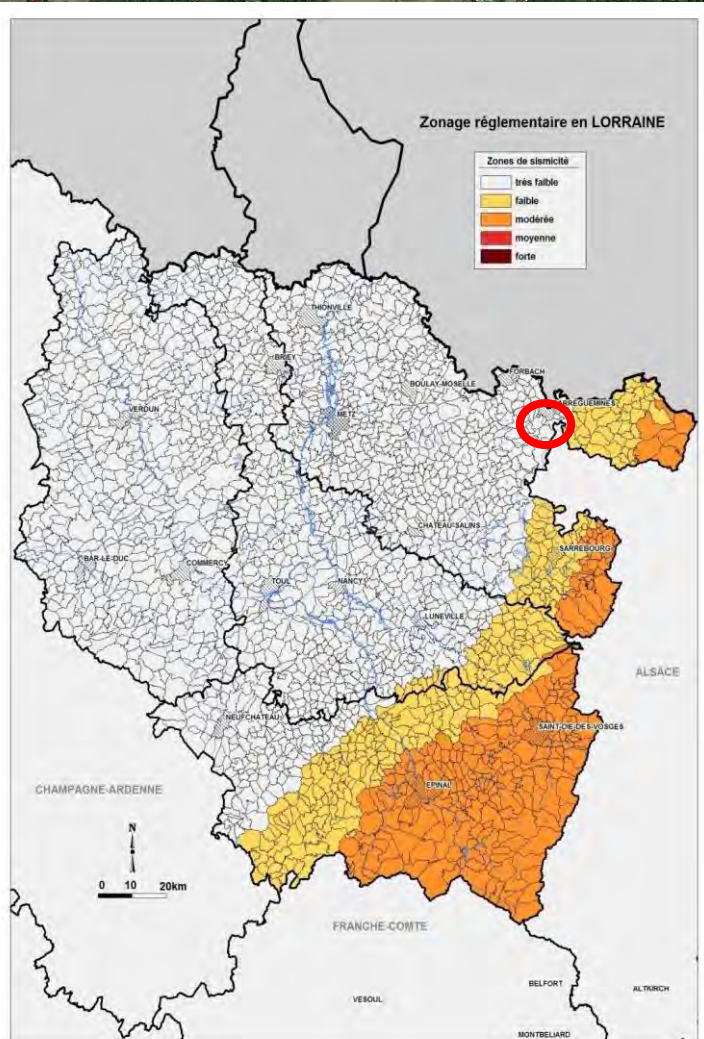 Zonage réglementaire en LORRAINE
Zones de sismicité
très faible
faible
modérée
moyenne
forte
THIONVILLE
BRIEY
FORBACH
BOULAY-MOSELLE
ARREGUEMINES
VERDUN
METZ
CHATEAU-SALINS
SARREBOURG
BAR-LE-DUC
COMMERCY
TOUL
NANCY
LUNEVILLE
ALSACE
NEUFCHATEAU
SAINT-DIE-DES-VOSGES
EPINAL
CHAMPAGNE-ARDENNE
N
0 10 20km
FRANCHE-COMTE
BELFORT
ALTKIRCH
VESOUL
MONTBELIARD